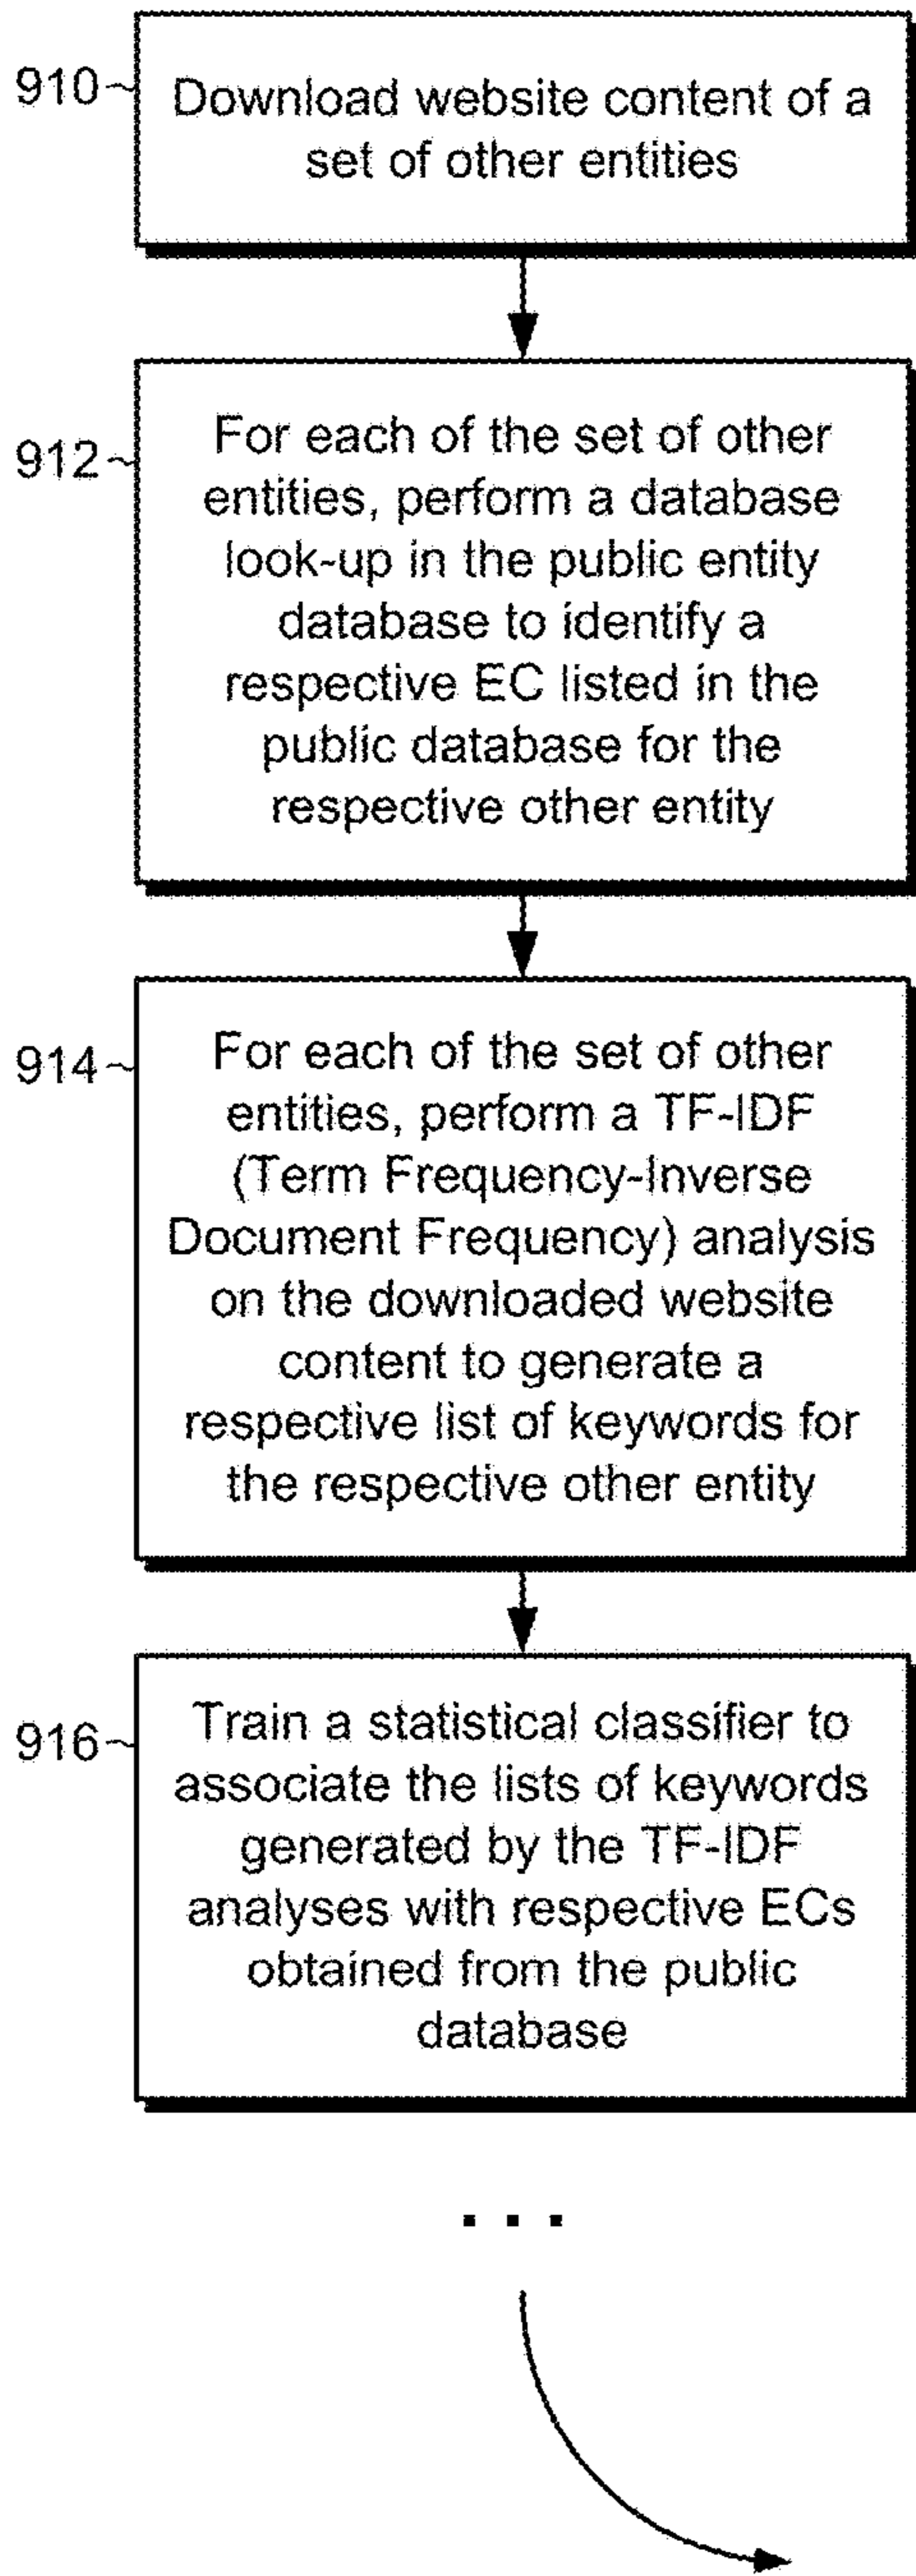 910
Download website content of a
set of other entities
912
For each of the set of other
entities, perform a database
look-up in the public entity
database to identify a
respective EC listed in the
public database for the
respective other entity
914
For each of the set of other
entities, perform a TF-IDF
(Term Frequency-Inverse
Document Frequency) analysis
on the downloaded website
content to generate a
respective list of keywords for
the respective other entity
916
Train a statistical classifier to
associate the lists of keywords
generated by the TF-IDF
analyses with respective ECs
obtained from the public
database
. . .